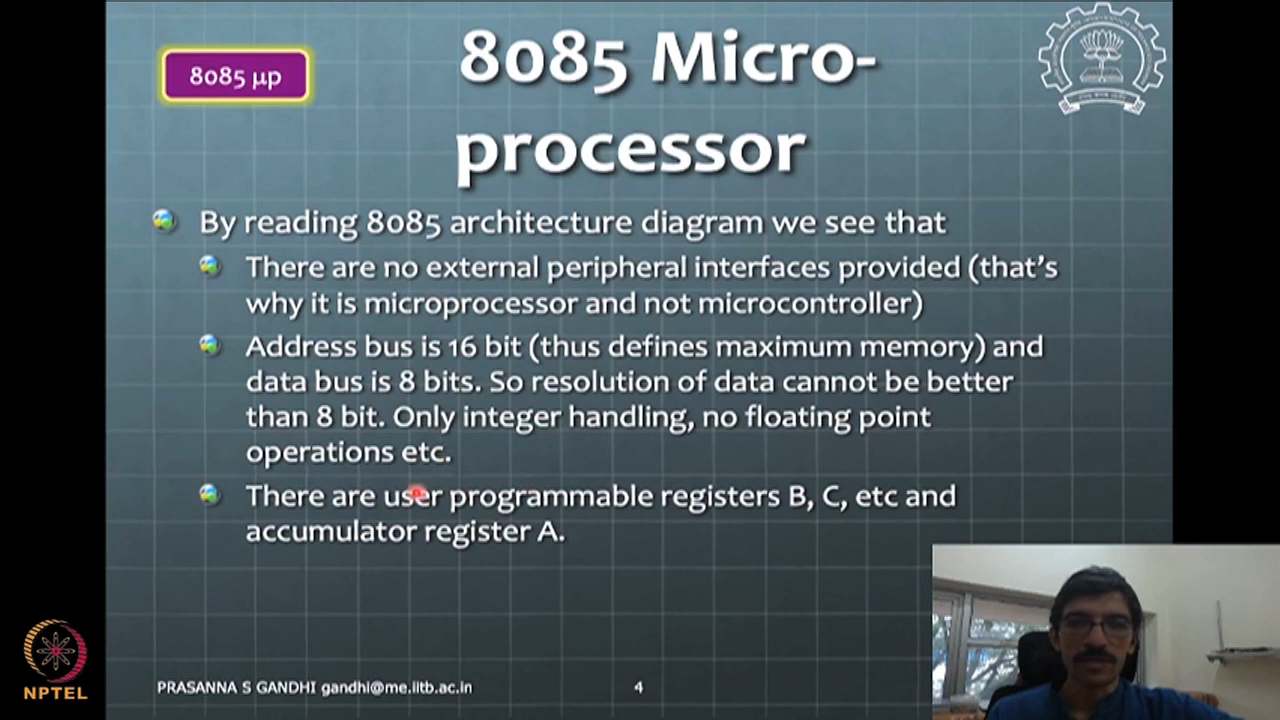 8085 µp
8085 Micro-
processor
By reading 8085 architecture diagram we see that
There are no external peripheral interfaces provided (that's
why it is microprocessor and not microcontroller)
Address bus is 16 bit (thus defines maximum memory) and
data bus is 8 bits. So resolution of data cannot be better
than 8 bit. Only integer handling, no floating point
operations etc.
There are user programmable registers B, C, etc and
accumulator register A.
NPTEL
PRASANNA S GANDHI gandhi@me.iitb.ac.in
4